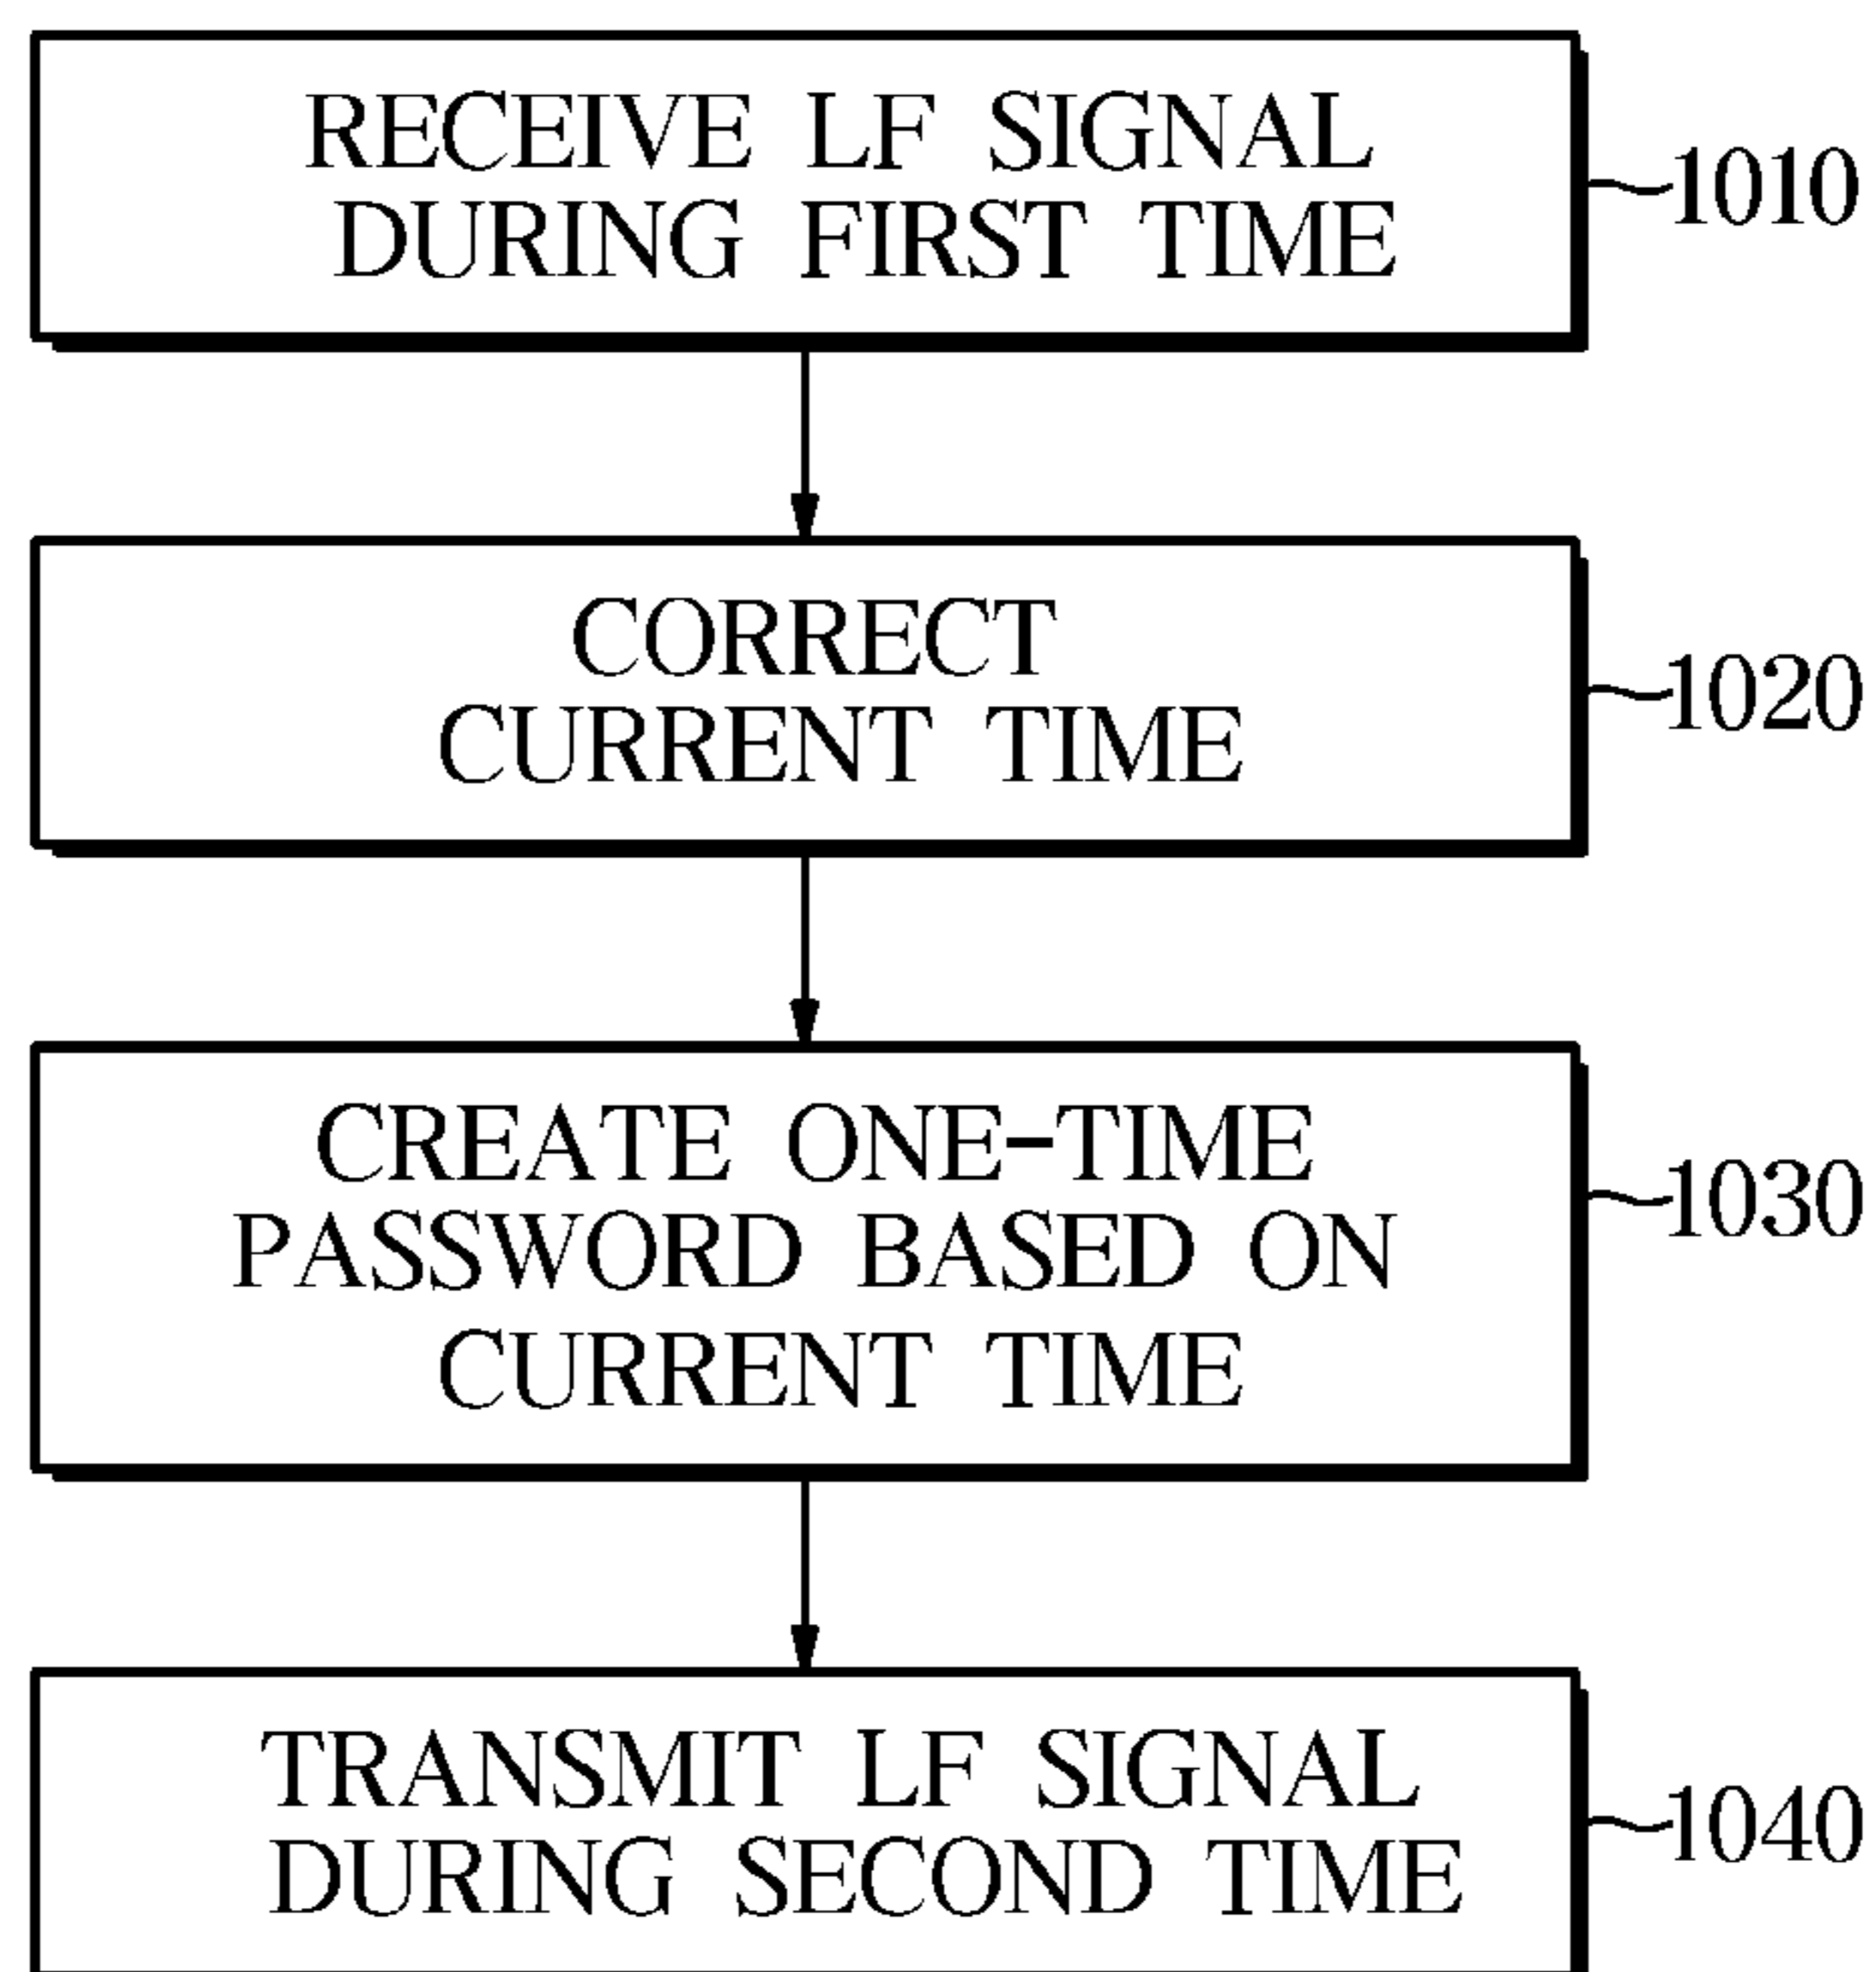 RECEIVE LF SIGNAL
DURING FIRST TIME
1010
CORRECT
CURRENT TIME
1020
CREATE ONE-TIME
PASSWORD BASED ON
CURRENT TIME
1030
TRANSMIT LF SIGNAL
DURING SECOND TIME
1040